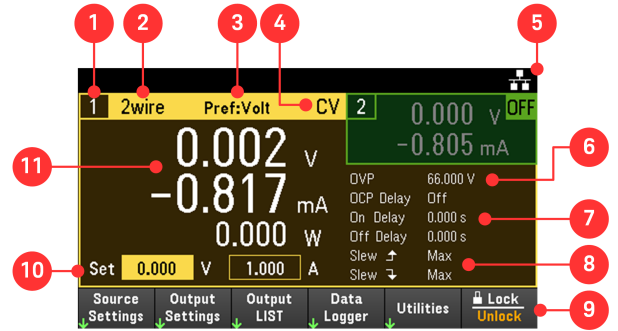 1 2 3 4 5
1 2wire Pref:Volt CV 2 0.000 V OFF
-0.805 mA
0.002 V
-0.817 mA
0.000 W
OVP 66.000 V
OCP Delay Off
On Delay 0.000 s
Off Delay 0.000 s
Slew Max
Slew Max
Set 0.000 V 1.000 A
6
7
8
9
10
11
Source Settings
Output Settings
Output LIST
Data Logger
Utilities
Lock
Unlock